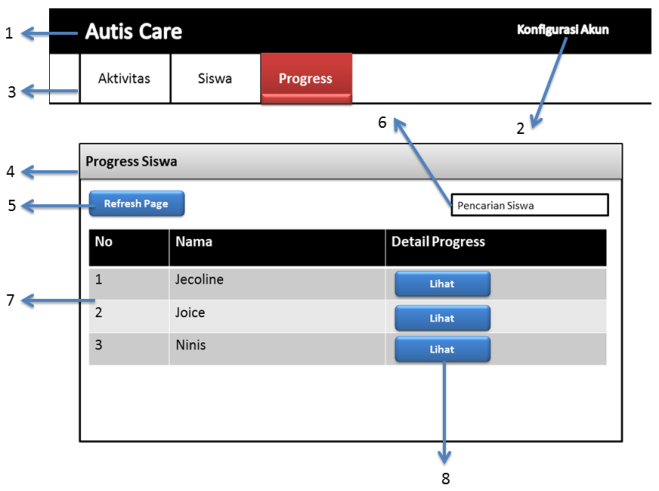 1
Autis Care
Konfigurasi Akun
3
Aktivitas
Siswa
Progress
6
2
4
Progress Siswa
5
Refresh Page
Pencarian Siswa
No
Nama
Detail Progress
7
1
Jecoline
Lihat
2
Joice
Lihat
3
Ninis
Lihat
8